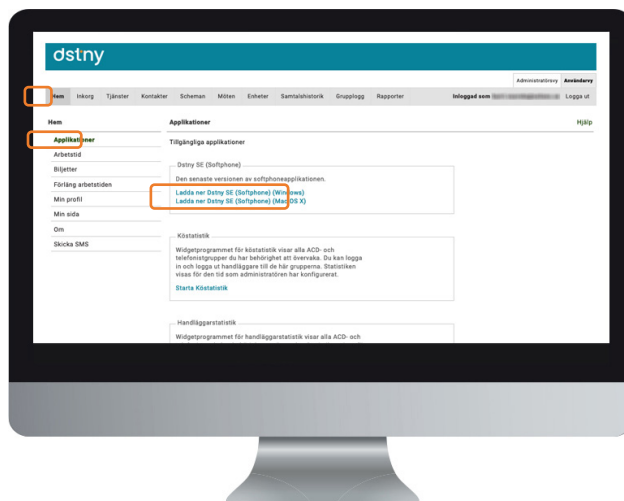 dstny
Administratörsvy Användarvy
Hem Inkorg Tjänster Kontakter Scheman Möten Enheter Samtalshistorik Grupplogg Rapporter Inloggad som Logga ut
Hem
Applikationer
Arbetstid
Biljetter
Förläng arbetstiden
Min profil
Min sida
Om
Skicka SMS
Applikationer Hjälp
Tillgängliga applikationer
Dstny SE (Softphone)
Den senaste versionen av softphoneapplikationen.
Ladda ner Dstny SE (Softphone) (Windows)
Ladda ner Dstny SE (Softphone) (Mac OS X)
Köstatistik
Widgetprogrammet för köstatistik visar alla ACD- och
telefonistgrupper du har behörighet att övervaka. Du kan logga
in och logga ut handläggare till de här grupperna. Statistiken
visas för den tid som administratören har konfigurerat.
Starta Köstatistik
Handläggarstatistik
Widgetprogrammet för handläggarstatistik visar alla ACD- och